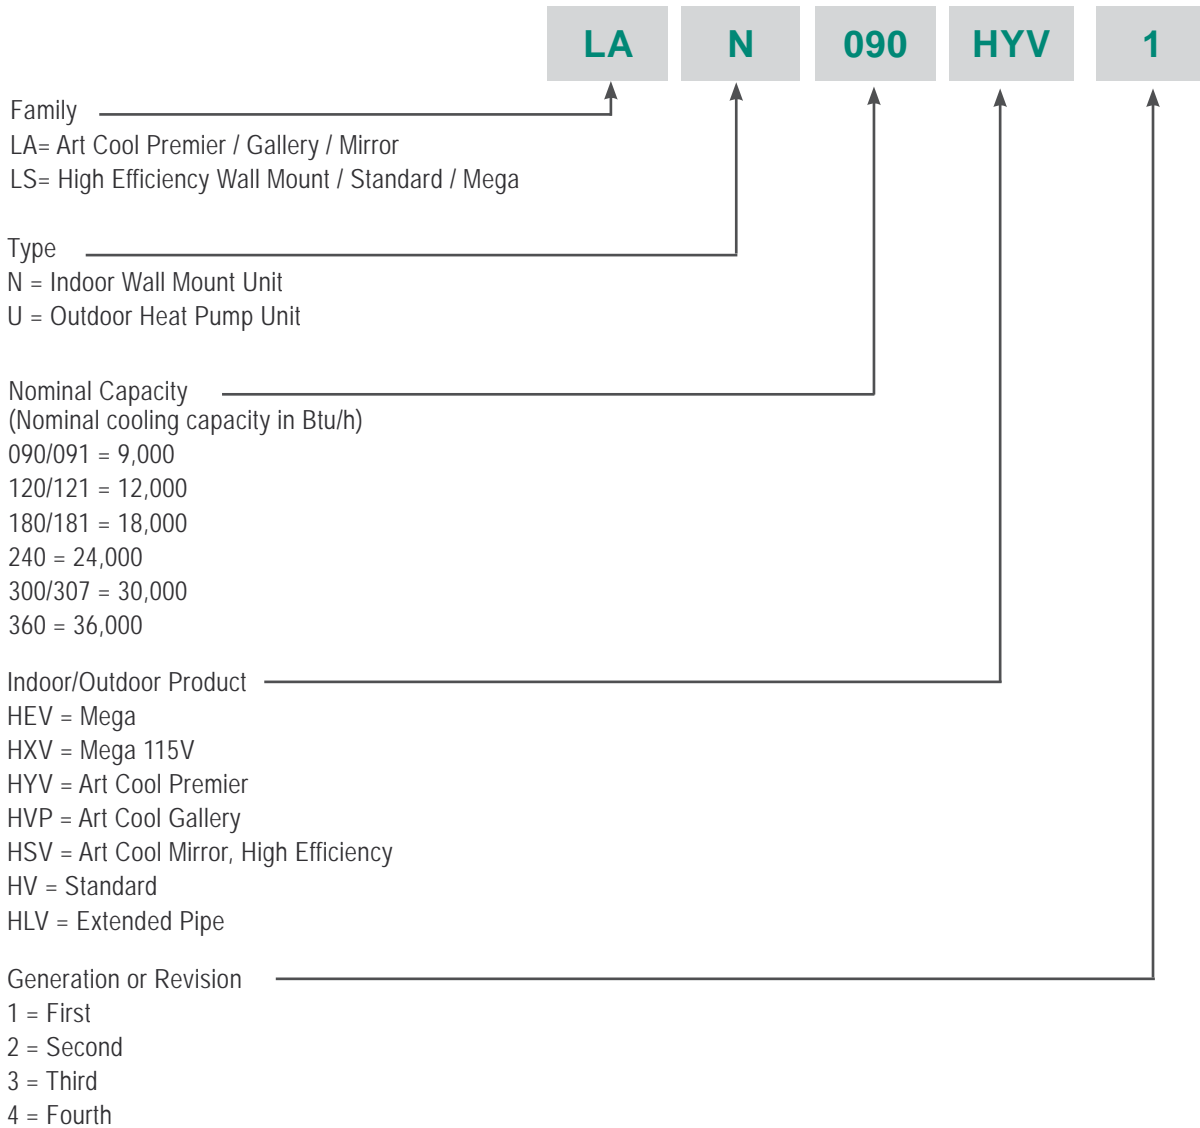 LA N 090 HYV 1
Family
LA= Art Cool Premier / Gallery / Mirror
LS= High Efficiency Wall Mount / Standard / Mega
Type
N = Indoor Wall Mount Unit
U = Outdoor Heat Pump Unit
Nominal Capacity
(Nominal cooling capacity in Btu/h)
090/091 = 9,000
120/121 = 12,000
180/181 = 18,000
240 = 24,000
300/307 = 30,000
360 = 36,000
Indoor/Outdoor Product
HEV = Mega
HXV = Mega 115V
HYV = Art Cool Premier
HVP = Art Cool Gallery
HSV = Art Cool Mirror, High Efficiency
HV = Standard
HLV = Extended Pipe
Generation or Revision
1 = First
2 = Second
3 = Third
4 = Fourth